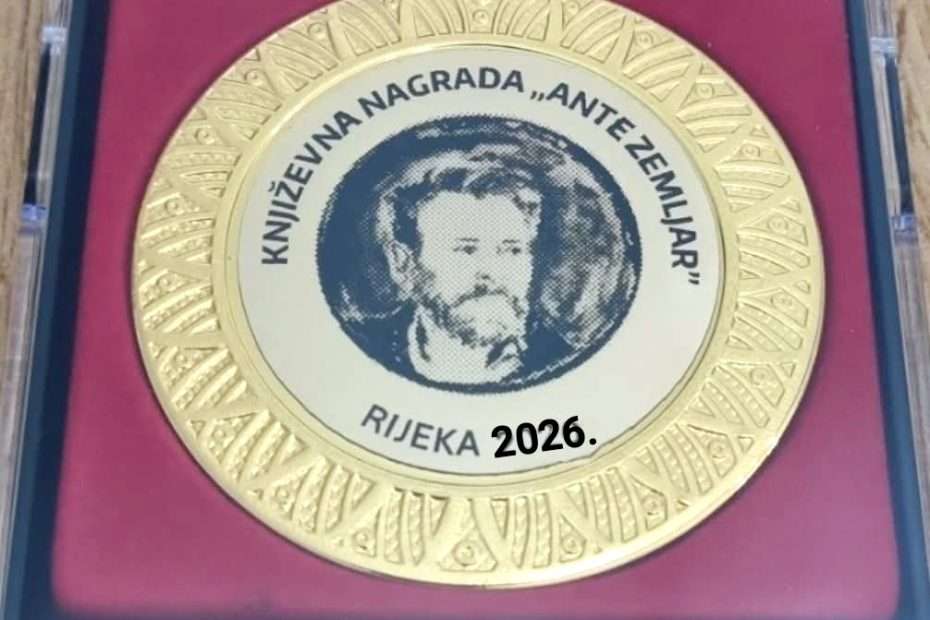 KNJIŽEVNA NAGRADA „ANTE ZEMLJAR”
RIJEKA 2026.